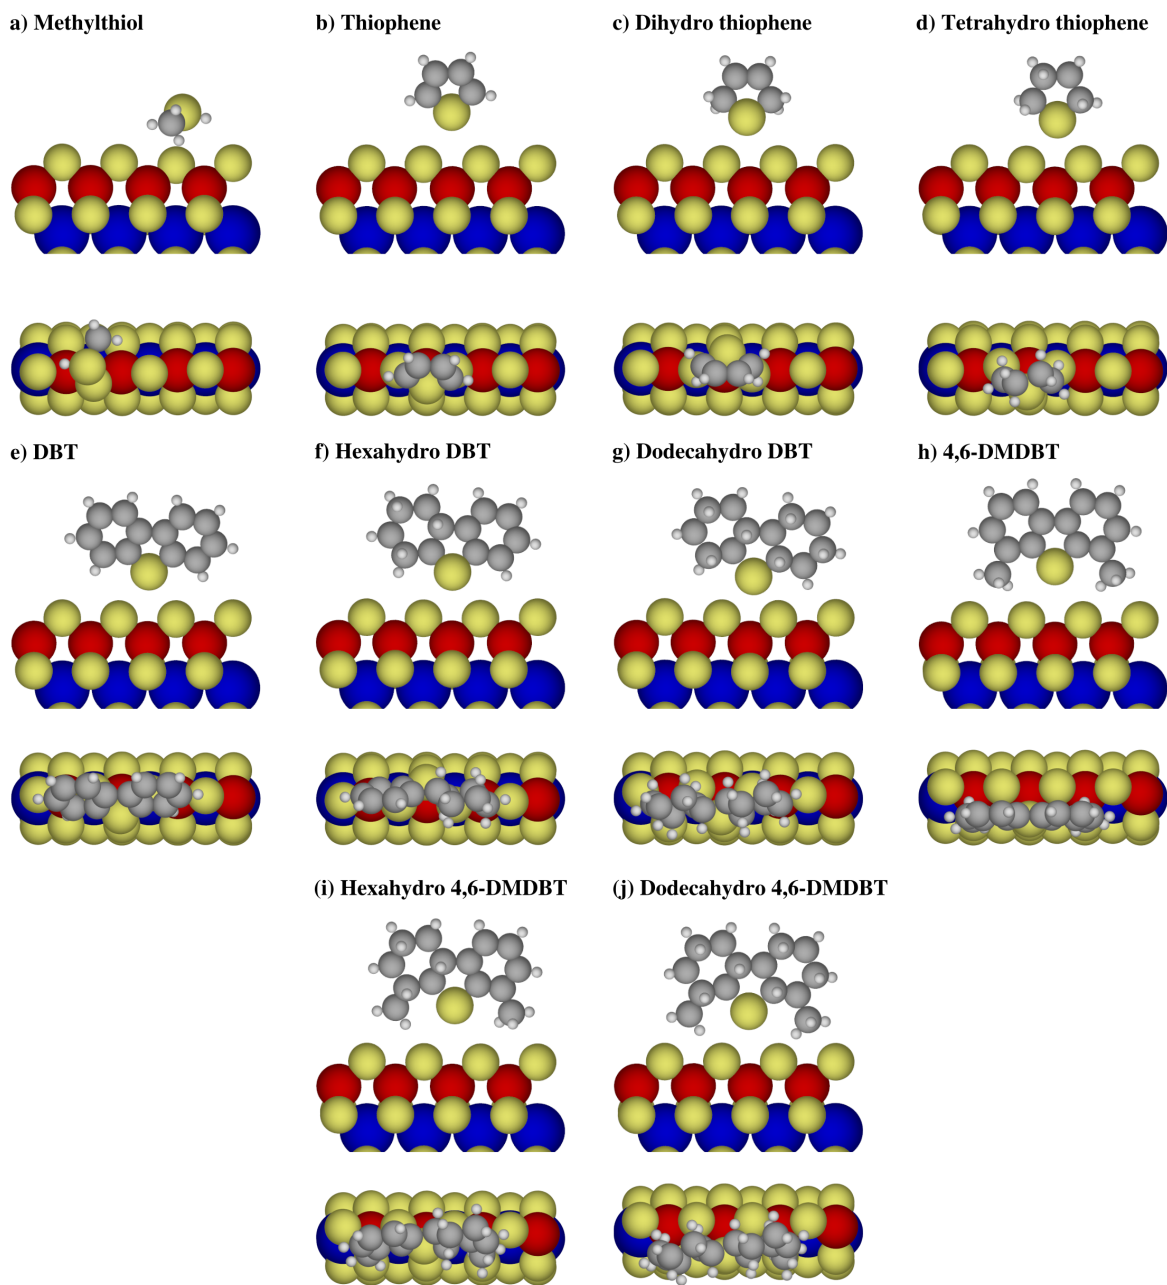 a) Methylthiol
b) Thiophene
c) Dihydro thiophene
d) Tetrahydro thiophene
e) DBT
f) Hexahydro DBT
g) Dodecahydro DBT
h) 4,6-DMDBT
(i) Hexahydro 4,6-DMDBT
(j) Dodecahydro 4,6-DMDBT